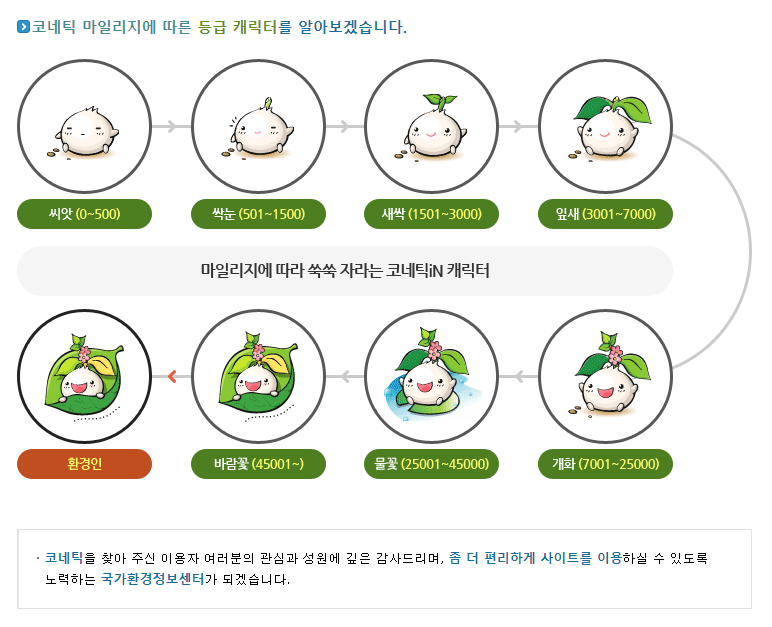 코네틱 마일리지에 따른 등급 캐릭터를 알아보겠습니다.
씨앗 (0~500)
싹눈 (501~1500)
새싹 (1501~3000)
잎새 (3001~7000)
마일리지에 따라 쑥쑥 자라는 코네틱iN 캐릭터
환경인
바람꽃 (45001~)
물꽃 (25001~45000)
개화 (7001~25000)
· 코네틱을 찾아 주신 이용자 여러분의 관심과 성원에 깊은 감사드리며, 좀 더 편리하게 사이트를 이용하실 수 있도록
노력하는 국가환경정보센터가 되겠습니다.